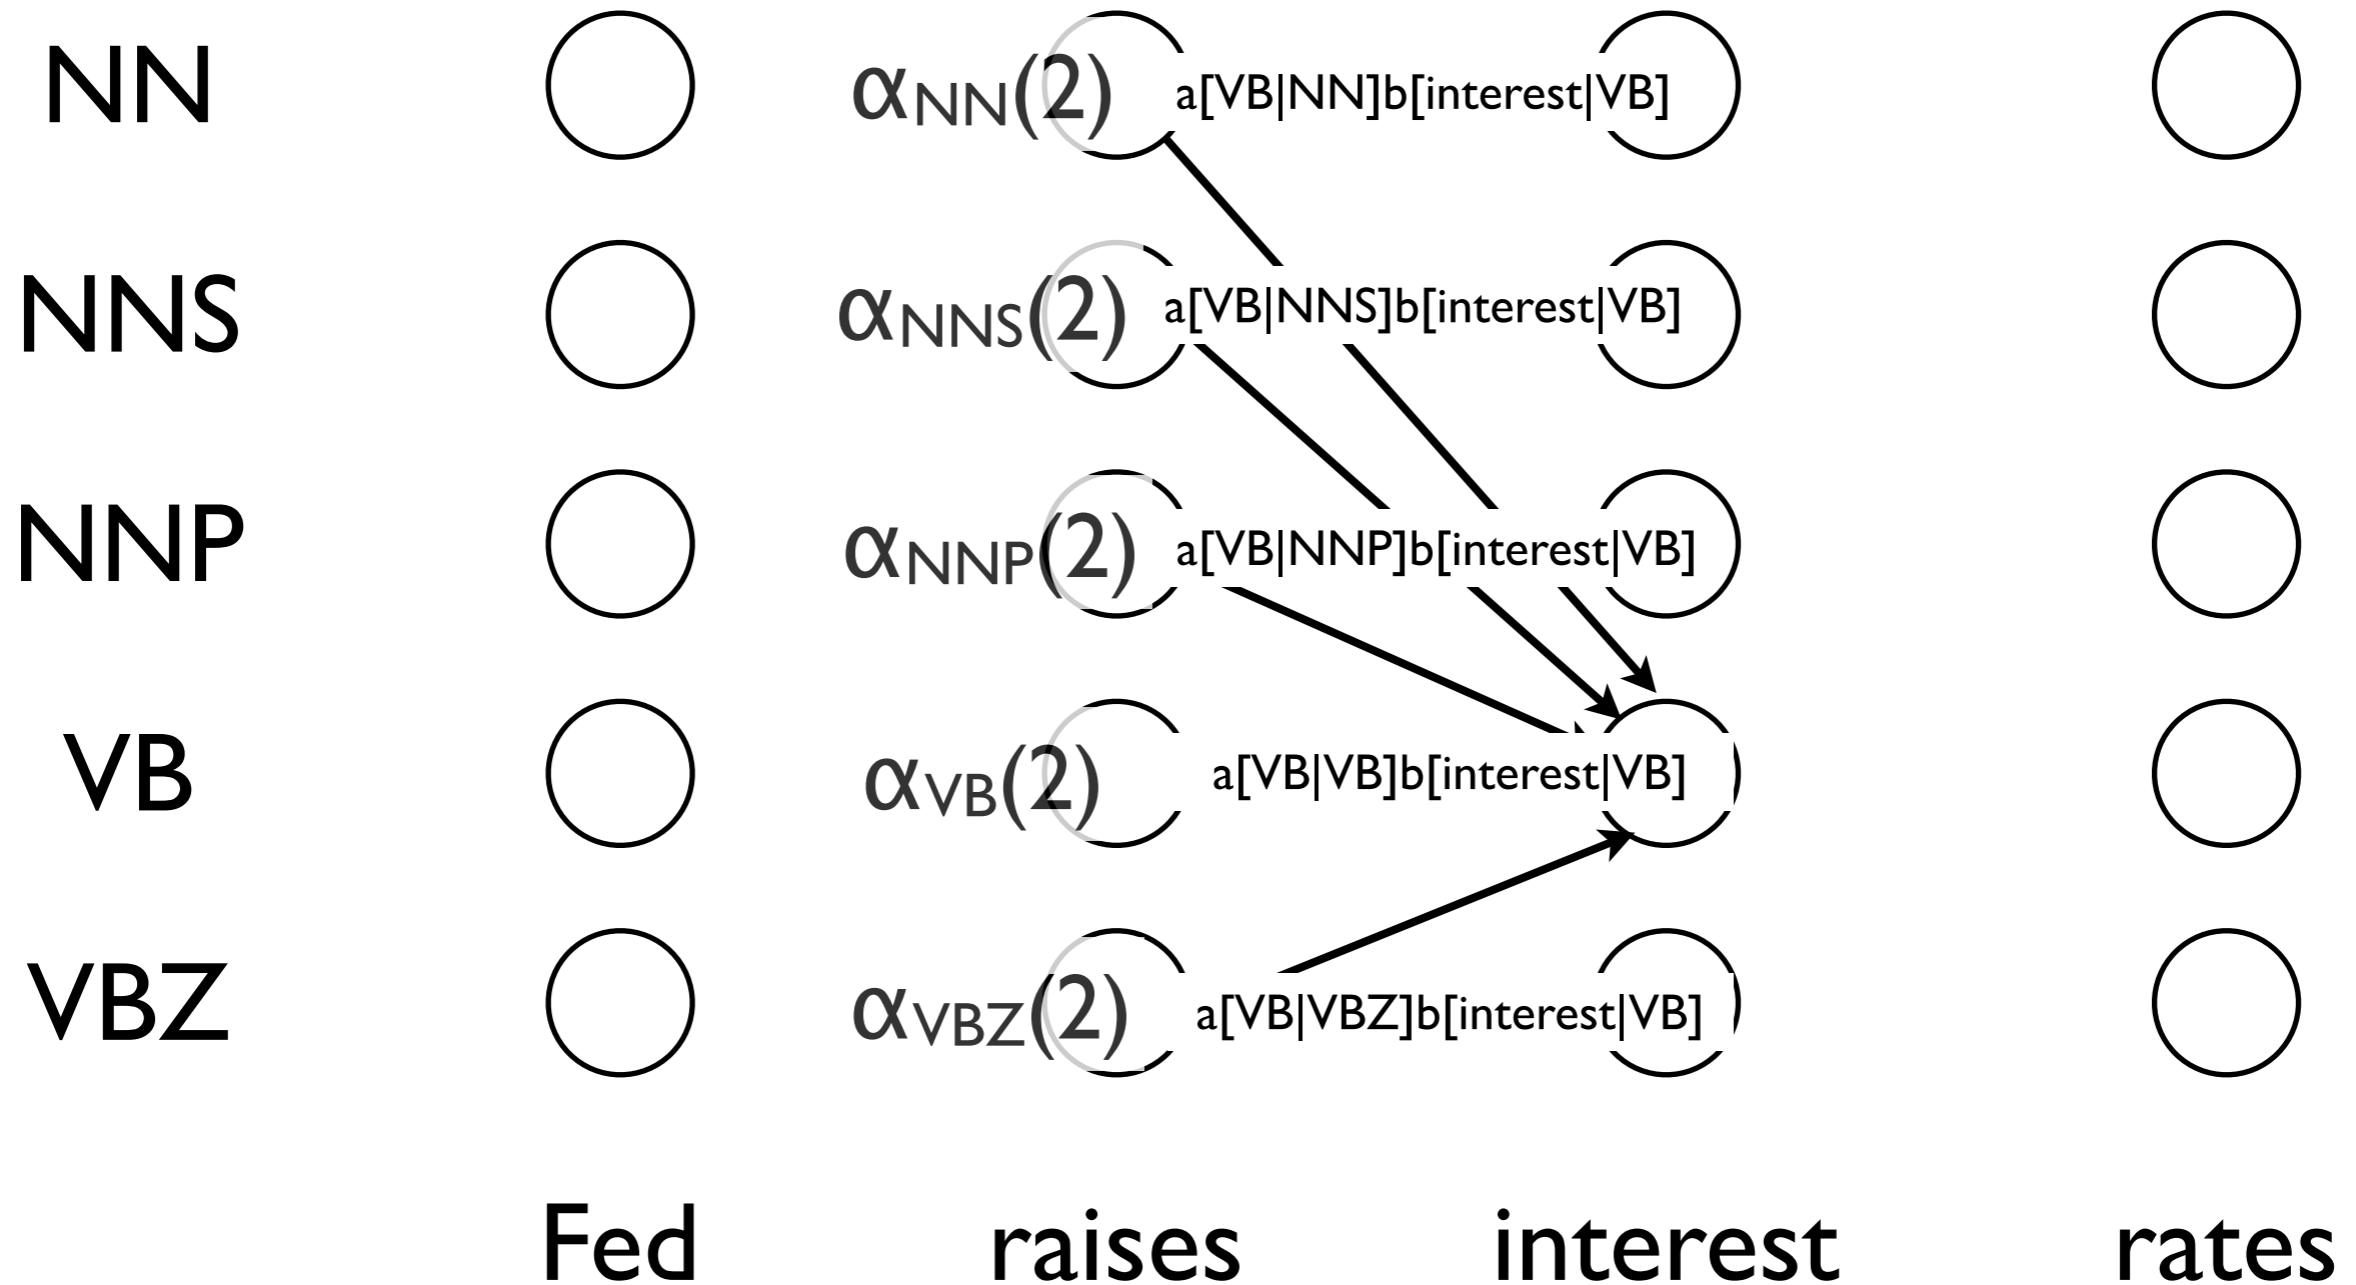 NN αNN(2) a[VB|NN]b[interest|VB]
NNS αNNS(2) a[VB|NNS]b[interest|VB]
NNP αNNP(2) a[VB|NNP]b[interest|VB]
VB αVB(2) a[VB|VB]b[interest|VB]
VBZ αVBZ(2) a[VB|VBZ]b[interest|VB]
Fed raises interest rates